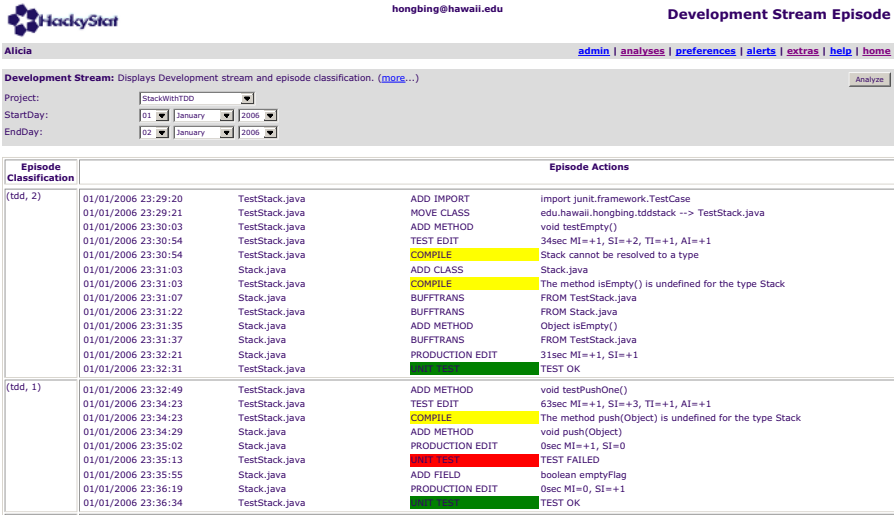 HackyStat
hongbing@hawaii.edu
Development Stream Episode
Alicia
admin | analyses | preferences | alerts | extras | help | home
Development Stream: Displays Development stream and episode classification. (more...)
Analyze
Project: StackWithTDD
StartDay: 01 January 2006
EndDay: 02 January 2006
Episode Classification Episode Actions
(tdd, 2)
01/01/2006 23:29:20 TestStack.java ADD IMPORT import junit.framework.TestCase
01/01/2006 23:29:21 TestStack.java MOVE CLASS edu.hawaii.hongbing.tddstack --> TestStack.java
01/01/2006 23:30:03 TestStack.java ADD METHOD void testEmpty()
01/01/2006 23:30:54 TestStack.java TEST EDIT 34sec MI=+1, SI=+2, TI=+1, AI=+1
01/01/2006 23:30:54 TestStack.java COMPILE Stack cannot be resolved to a type
01/01/2006 23:31:03 Stack.java ADD CLASS Stack.java
01/01/2006 23:31:03 TestStack.java COMPILE The method isEmpty() is undefined for the type Stack
01/01/2006 23:31:07 Stack.java BUFFTRANS FROM TestStack.java
01/01/2006 23:31:22 TestStack.java BUFFTRANS FROM Stack.java
01/01/2006 23:31:35 Stack.java ADD METHOD Object isEmpty()
01/01/2006 23:31:37 Stack.java BUFFTRANS FROM TestStack.java
01/01/2006 23:32:21 Stack.java PRODUCTION EDIT 31sec MI=+1, SI=+1
01/01/2006 23:32:31 TestStack.java UNIT TEST TEST OK
(tdd, 1)
01/01/2006 23:32:49 TestStack.java ADD METHOD void testPushOne()
01/01/2006 23:34:23 TestStack.java TEST EDIT 63sec MI=+1, SI=+3, TI=+1, AI=+1
01/01/2006 23:34:23 TestStack.java COMPILE The method push(Object) is undefined for the type Stack
01/01/2006 23:34:29 Stack.java ADD METHOD void push(Object)
01/01/2006 23:35:02 Stack.java PRODUCTION EDIT 0sec MI=+1, SI=0
01/01/2006 23:35:13 TestStack.java UNIT TEST TEST FAILED
01/01/2006 23:35:55 Stack.java ADD FIELD boolean emptyFlag
01/01/2006 23:36:19 Stack.java PRODUCTION EDIT 0sec MI=0, SI=+1
01/01/2006 23:36:34 TestStack.java UNIT TEST TEST OK